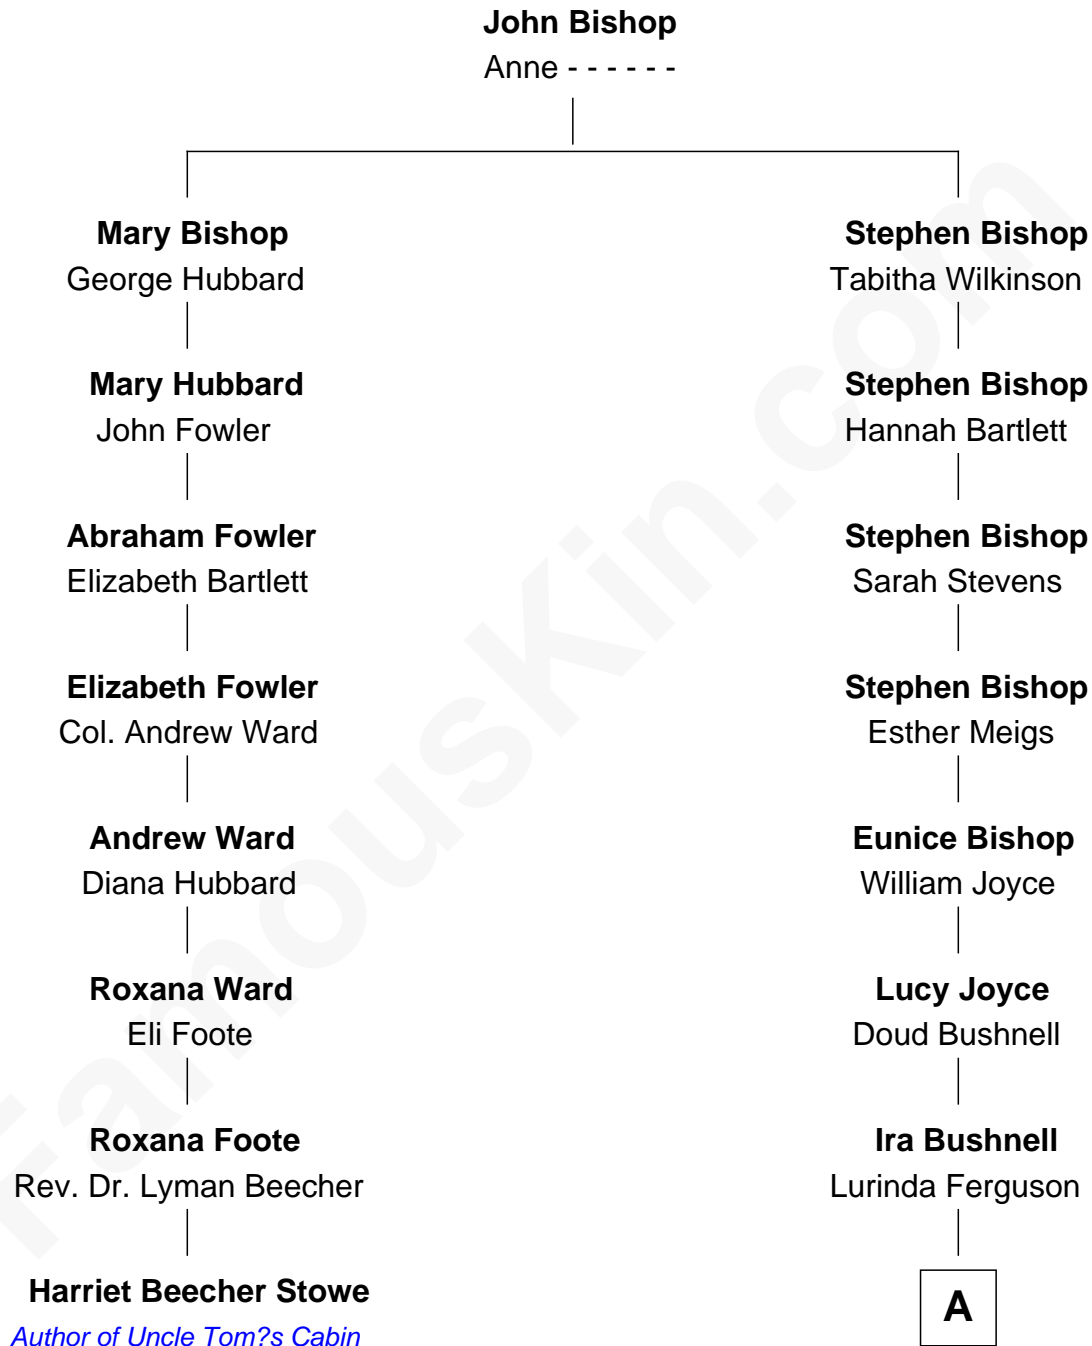 John Bishop
Anne - - - - - -
Mary Bishop
George Hubbard
Stephen Bishop
Tabitha Wilkinson
Mary Hubbard
John Fowler
Stephen Bishop
Hannah Bartlett
Abraham Fowler
Elizabeth Bartlett
Stephen Bishop
Sarah Stevens
Elizabeth Fowler
Col. Andrew Ward
Stephen Bishop
Esther Meigs
Andrew Ward
Diana Hubbard
Eunice Bishop
William Joyce
Roxana Ward
Eli Foote
Lucy Joyce
Doud Bushnell
Roxana Foote
Rev. Dr. Lyman Beecher
Ira Bushnell
Lurinda Ferguson
Harriet Beecher Stowe
Author of Uncle Tom?s Cabin
A
FamousKin.com